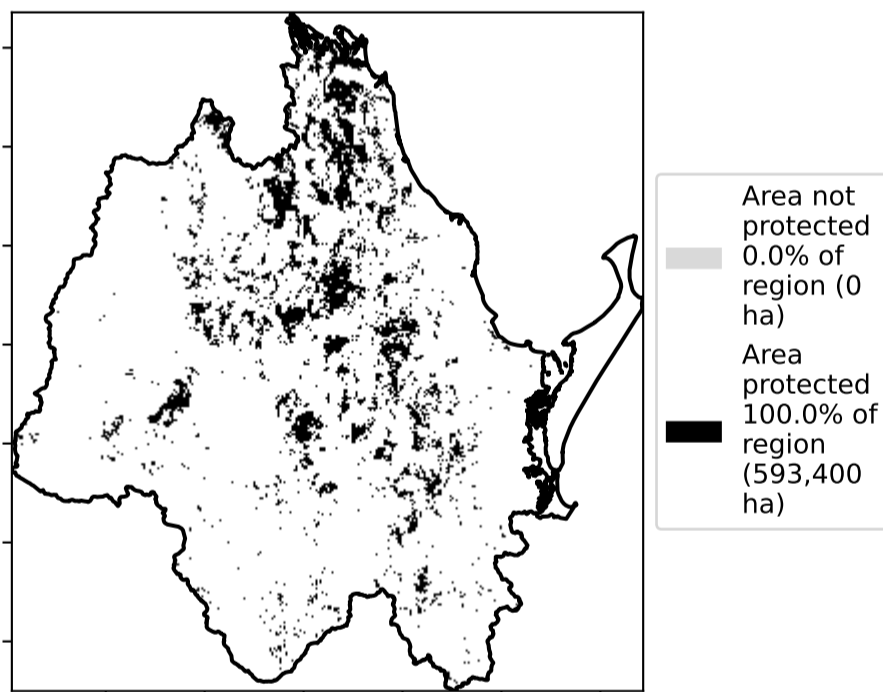 Area not
protected
0.0% of
region (0
ha)
Area
protected
100.0% of
region
(593,400
ha)